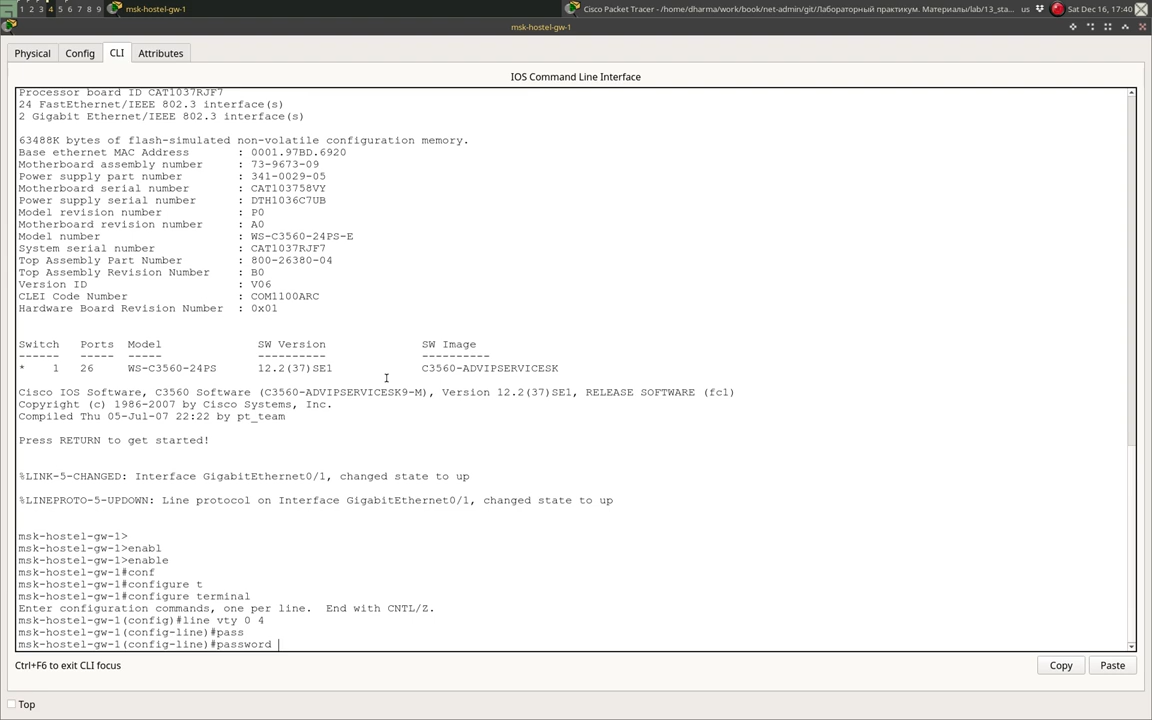 1 2 3 4 5 6 7 8 9 msk-hostel-gw-1 Cisco Packet Tracer - /home/dharma/work/book/net-admin/git/Лабораторный практикум. Материалы/lab/13_sta... us Sat Dec 16, 17:40
msk-hostel-gw-1
Physical Config CLI Attributes
IOS Command Line Interface
Processor board ID CAT1037RJF7
24 FastEthernet/IEEE 802.3 interface(s)
2 Gigabit Ethernet/IEEE 802.3 interface(s)
63488K bytes of flash-simulated non-volatile configuration memory.
Base ethernet MAC Address : 0001.97BD.6920
Motherboard assembly number : 73-9673-09
Power supply part number : 341-0029-05
Motherboard serial number : CAT103758VY
Power supply serial number : DTH1036C7UB
Model revision number : P0
Motherboard revision number : A0
Model number : WS-C3560-24PS-E
System serial number : CAT1037RJF7
Top Assembly Part Number : 800-26380-04
Top Assembly Revision Number : B0
Version ID : V06
CLEI Code Number : COM1100ARC
Hardware Board Revision Number : 0x01
Switch Ports Model SW Version SW Image
------ ----- ----- ---------- ----------
* 1 26 WS-C3560-24PS 12.2(37)SE1 C3560-ADVIPSERVICESK
Cisco IOS Software, C3560 Software (C3560-ADVIPSERVICESK9-M), Version 12.2(37)SE1, RELEASE SOFTWARE (fc1)
Copyright (c) 1986-2007 by Cisco Systems, Inc.
Compiled Thu 05-Jul-07 22:22 by pt_team
Press RETURN to get started!
%LINK-5-CHANGED: Interface GigabitEthernet0/1, changed state to up
%LINEPROTO-5-UPDOWN: Line protocol on Interface GigabitEthernet0/1, changed state to up
msk-hostel-gw-1>
msk-hostel-gw-1>enabl
msk-hostel-gw-1>enable
msk-hostel-gw-1#conf
msk-hostel-gw-1#configure t
msk-hostel-gw-1#configure terminal
Enter configuration commands, one per line. End with CNTL/Z.
msk-hostel-gw-1(config)#line vty 0 4
msk-hostel-gw-1(config-line)#pass
msk-hostel-gw-1(config-line)#password
Ctrl+F6 to exit CLI focus
Copy Paste
Top